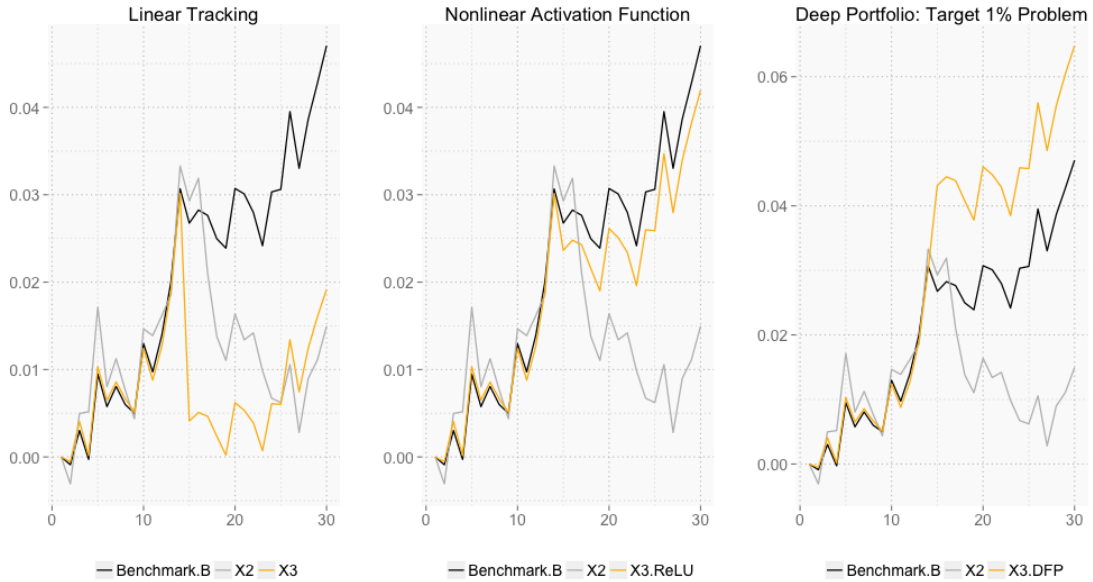 Linear Tracking
0.04
0.03
0.02
0.01
0.00
0 10 20 30
Benchmark.B X2 X3
Nonlinear Activation Function
0.04
0.03
0.02
0.01
0.00
0 10 20 30
Benchmark.B X2 X3.ReLU
Deep Portfolio: Target 1% Problem
0.06
0.04
0.02
0.00
0 10 20 30
Benchmark.B X2 X3.DFP